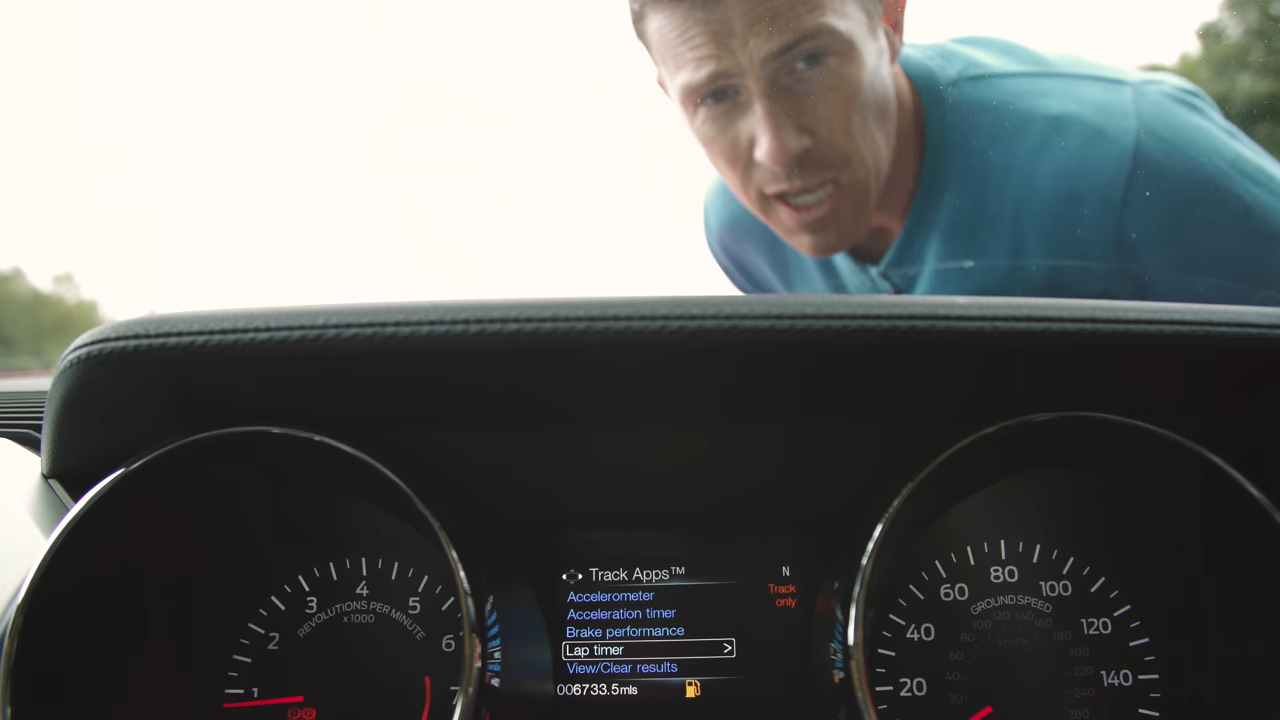 Track Apps™
N
Accelerometer
Track
only
Acceleration timer
Brake performance
Lap timer >
View/Clear results
006733.5mls
1
2
3
4
5
6
7
REVOLUTIONS PER MINUTE
x1000
20
40
60
80
100
120
140
GROUND SPEED